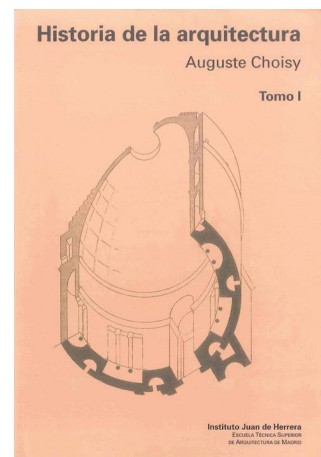 Historia de la arquitectura
Auguste Choisy
Tomo I
Instituto Juan de Herrera
Escuela Técnica Superior
de Arquitectura de Madrid